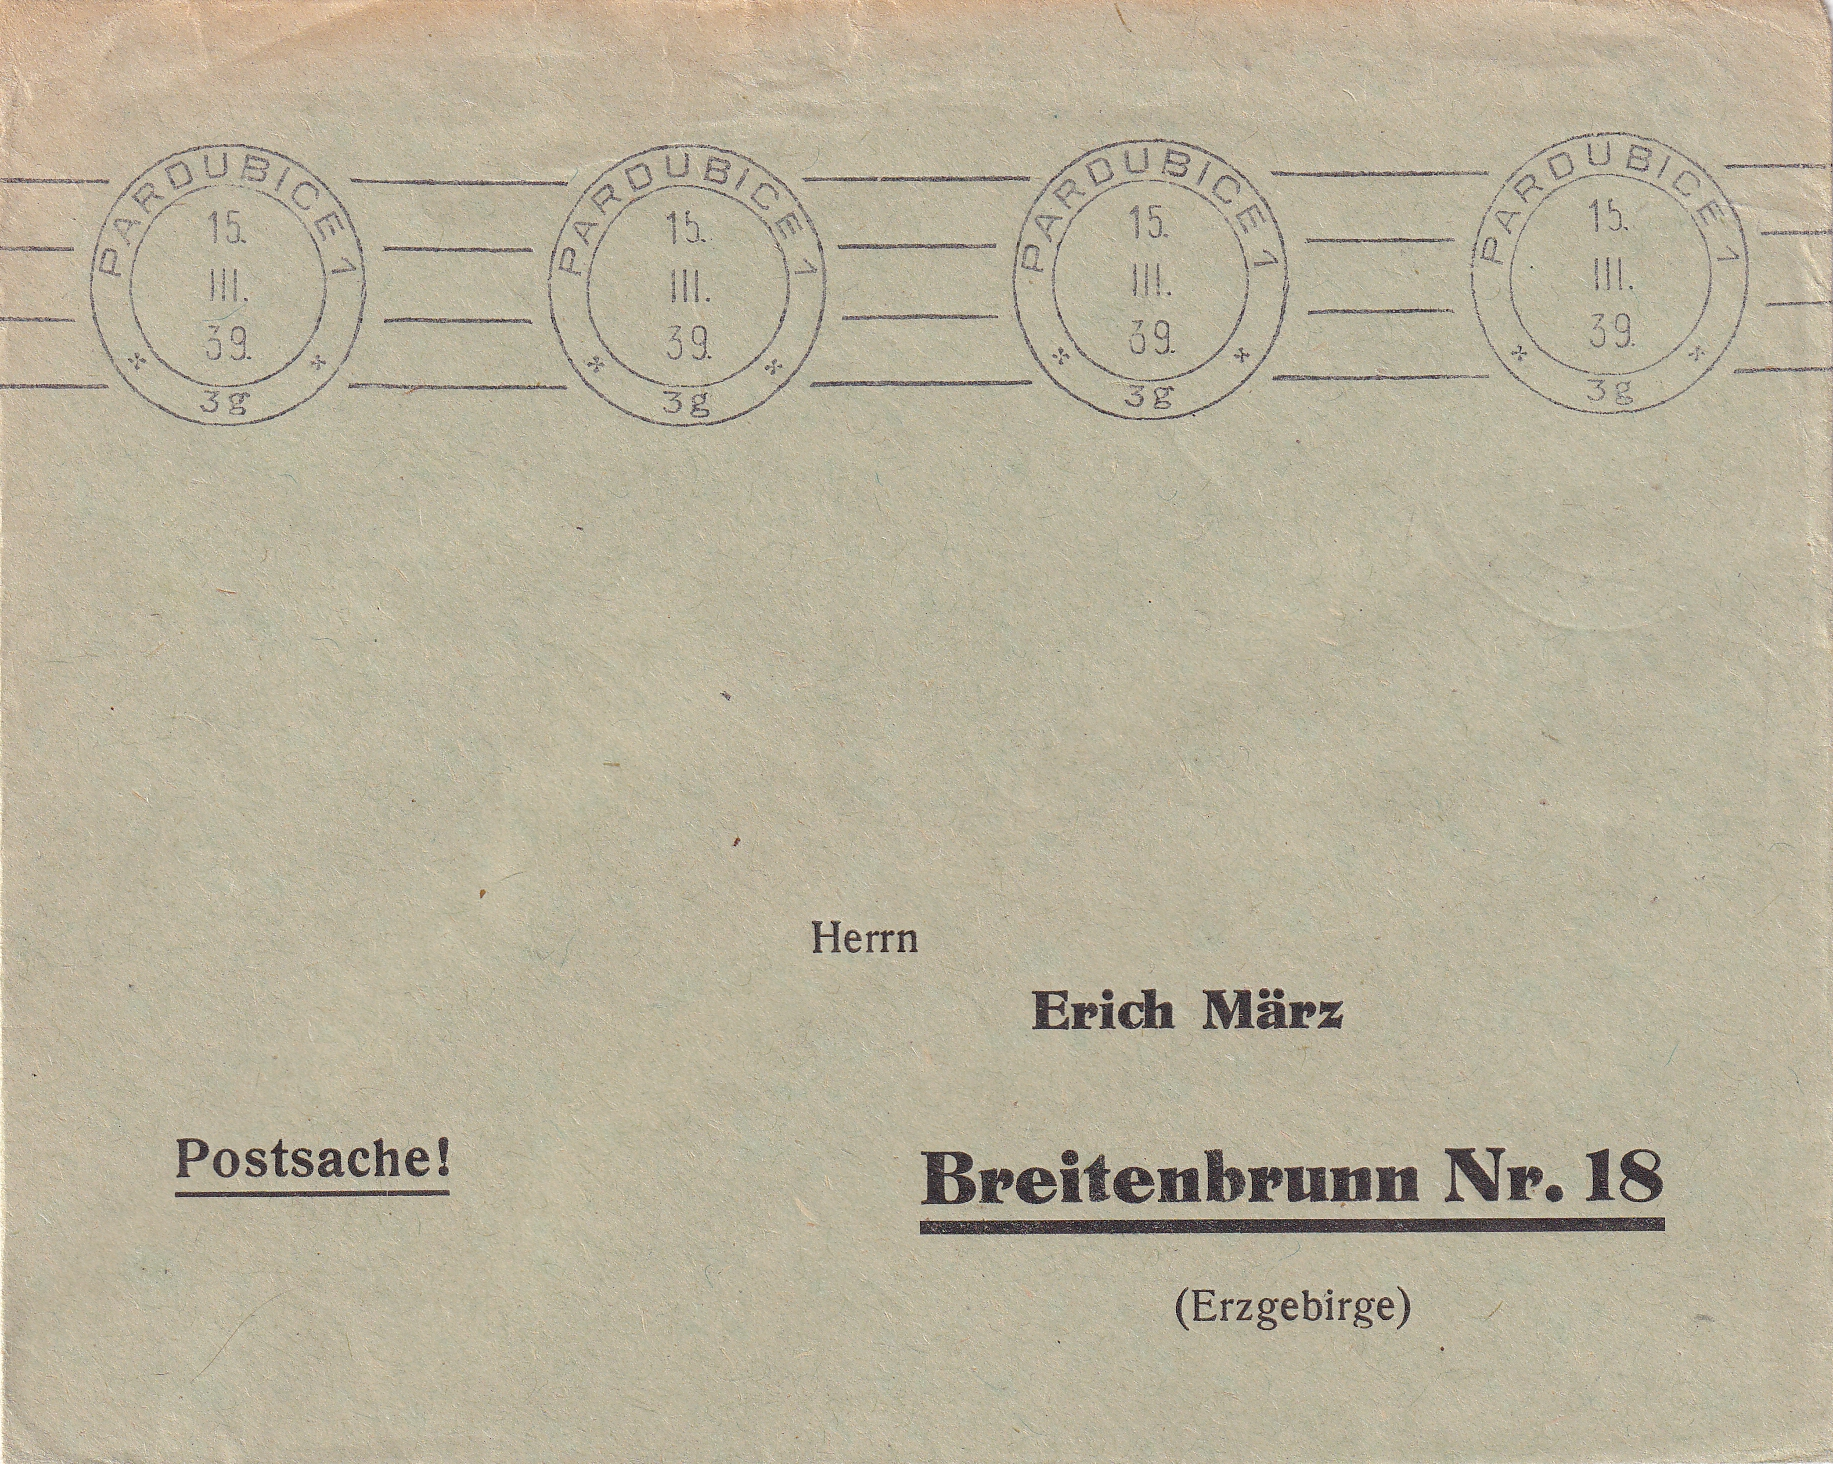 PARDUBICE 1
15.
III.
39.
3g
PARDUBICE 1
15.
III.
39.
3g
PARDUBICE 1
15.
III.
39.
3g
PARDUBICE 1
15.
III.
39.
3g
Herrn
Erich März
Postsache!
Breitenbrunn Nr. 18
(Erzgebirge)